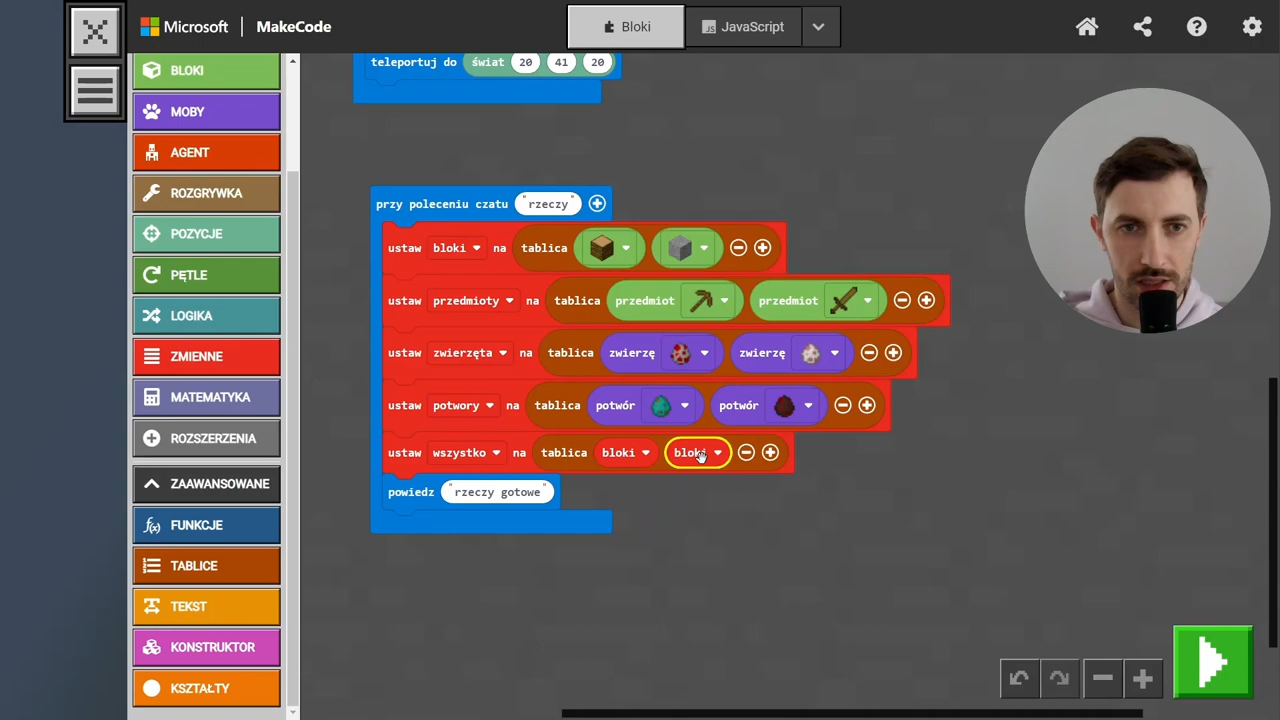 Microsoft | MakeCode
Bloki
JS JavaScript
BLOKI
MOBY
AGENT
ROZGRYWKA
POZYCJE
PĘTLE
LOGIKA
ZMIENNE
MATEMATYKA
ROZSZERZENIA
ZAAWANSOWANE
FUNKCJE
TABLICE
TEKST
KONSTRUKTOR
KSZTAŁTY
teleportuj do świat 20 41 20
przy poleceniu czatu "rzeczy"
ustaw bloki na tablica
ustaw przedmioty na tablica przedmiot przedmiot
ustaw zwierzęta na tablica zwierzę zwierzę
ustaw potwory na tablica potwór potwór
ustaw wszystko na tablica bloki bloki
powiedz "rzeczy gotowe"